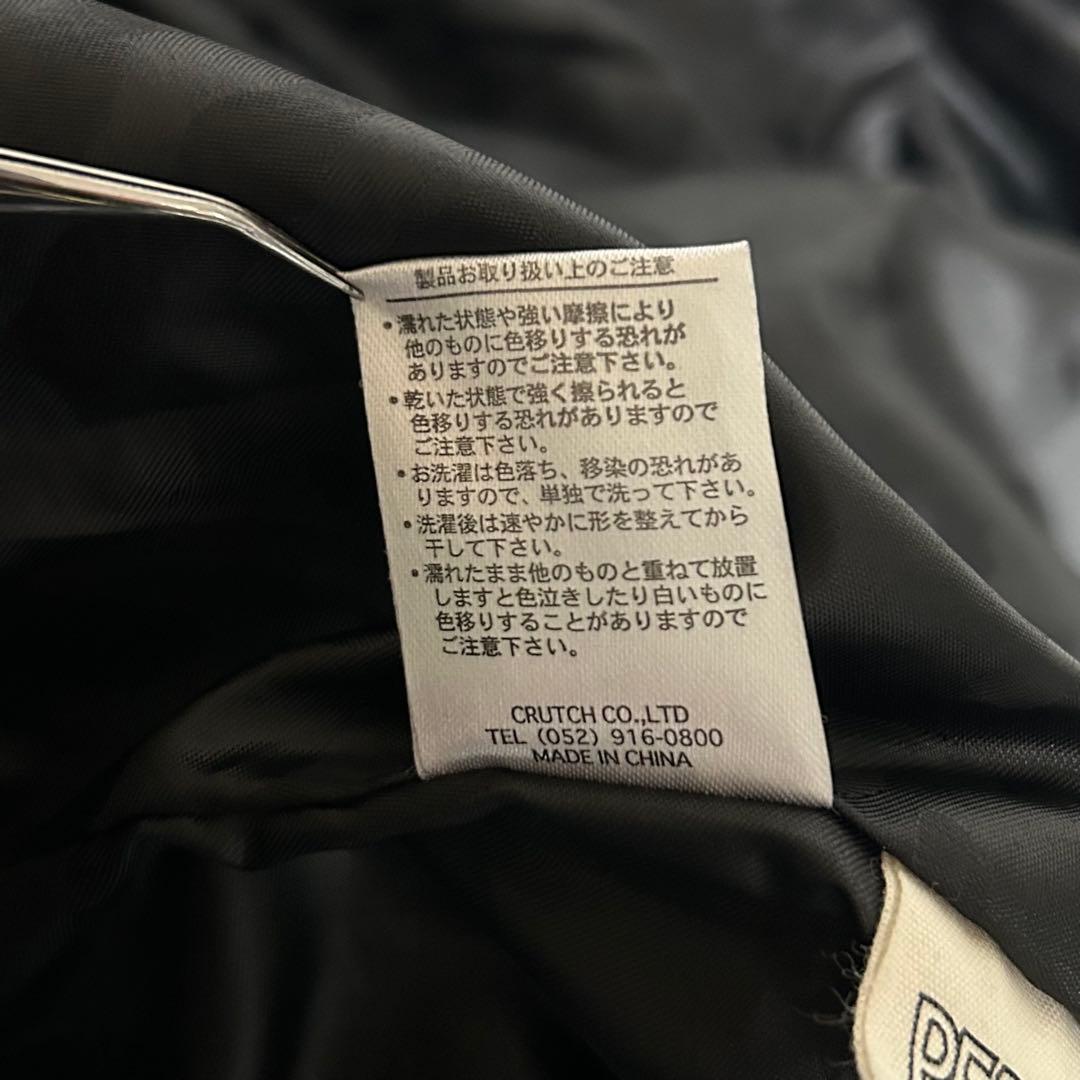 製品お取り扱い上のご注意
・濡れた状態や強い摩擦により
他のものに色移りする恐れが
ありますのでご注意下さい。
・乾いた状態で強く擦られると
色移りする恐れがありますので
ご注意下さい。
・お洗濯は色落ち、移染の恐れがあ
りますので、単独で洗って下さい。
・洗濯後は速やかに形を整えてから
干して下さい。
・濡れたまま他のものと重ねて放置
しますと色泣きしたり白いものに
色移りすることがありますので
ご注意下さい。
CRUTCH CO.,LTD
TEL (052) 916-0800
MADE IN CHINA